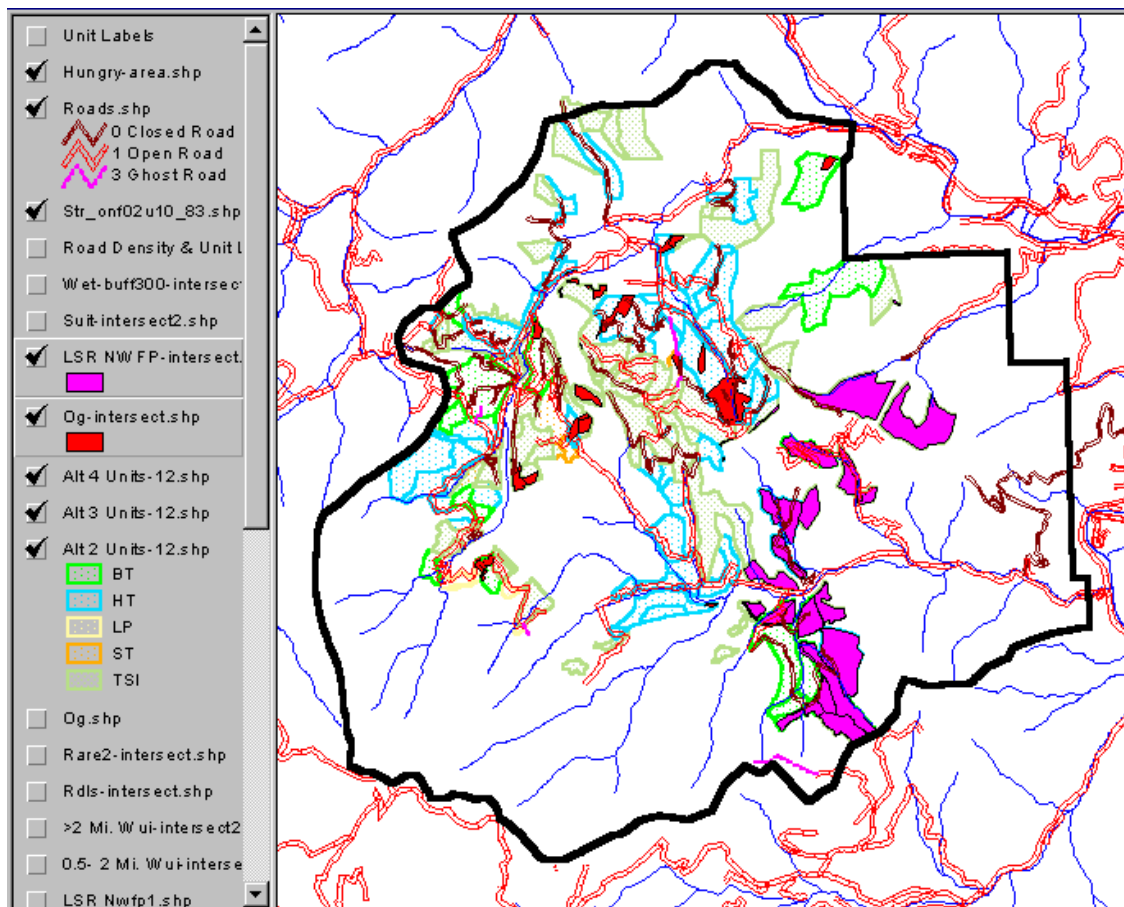 Unit Labels
Hungry-area.shp
Roads.shp
0 Closed Road
1 Open Road
3 Ghost Road
Str_onf02u10_83.shp
Road Density & Unit L
Wet-buff300-intersect
Suit-intersect2.shp
LSR NWFP-intersect.
Og-intersect.shp
Alt 4 Units-12.shp
Alt 3 Units-12.shp
Alt 2 Units-12.shp
BT
HT
LP
ST
TSI
Og.shp
Rare2-intersect.shp
Rdls-intersect.shp
>2 Mi. Wui-intersect2
0.5- 2 Mi. Wui-interse
LSR Nwfp1.shp